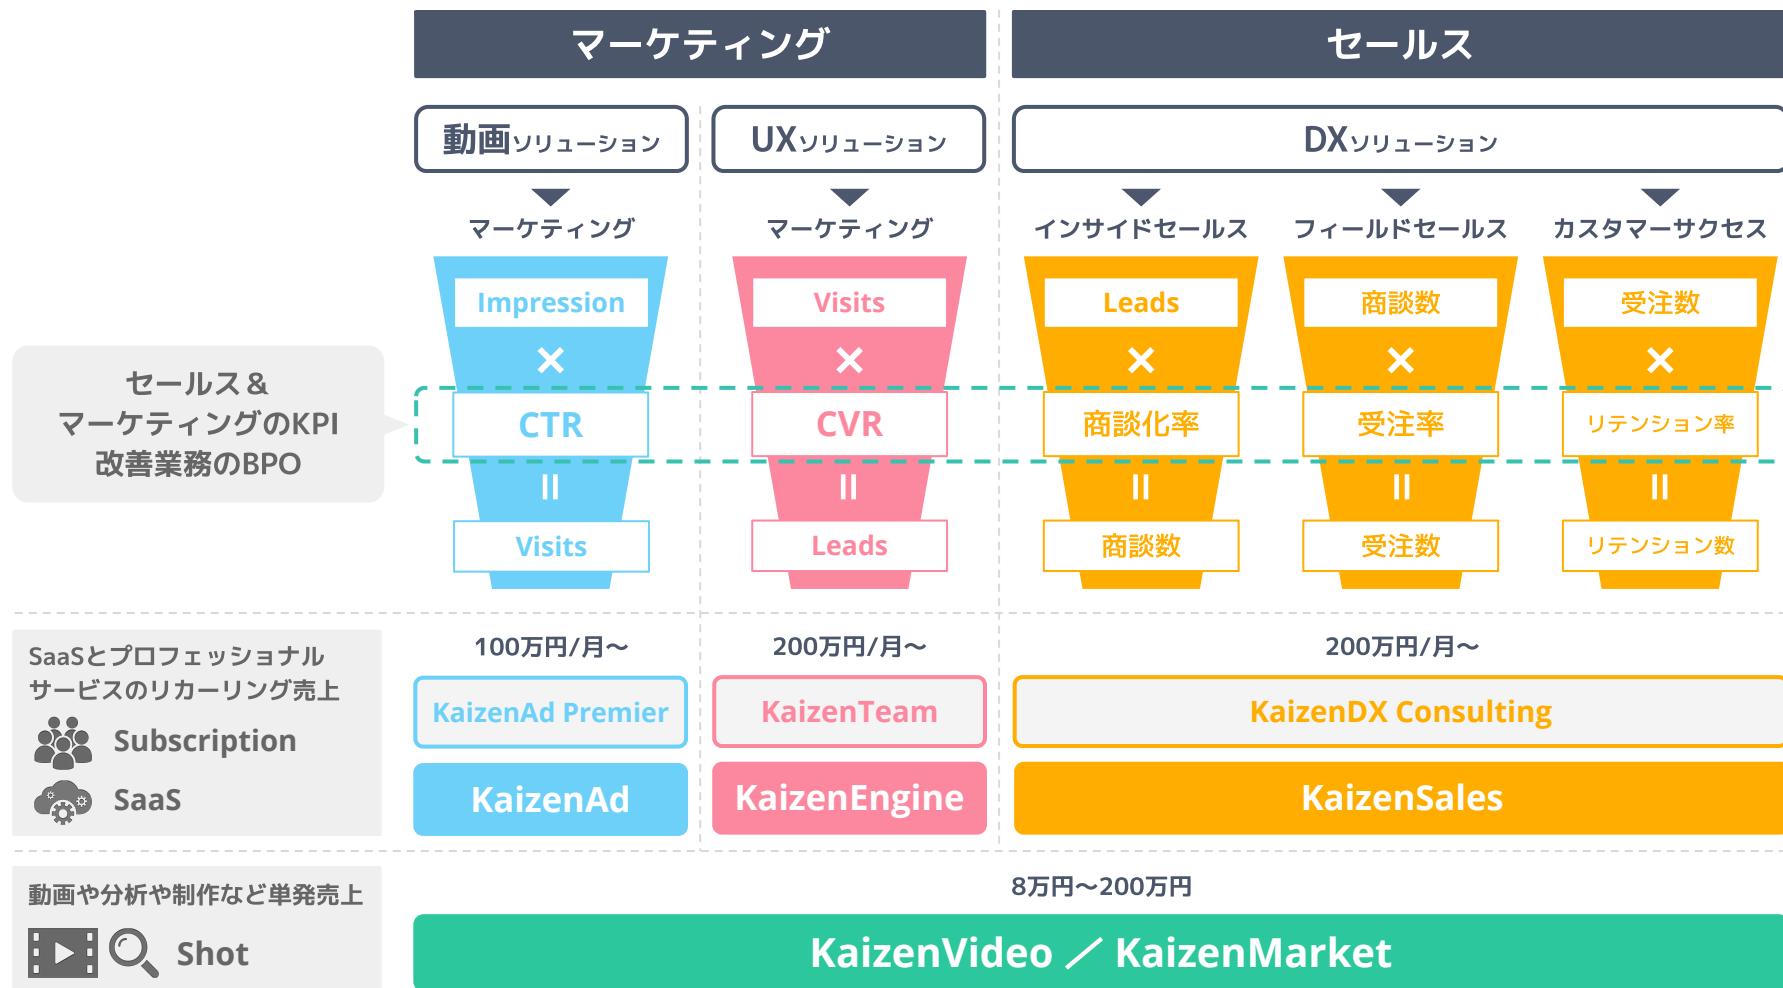 マーケティング
セールス
動画ソリューション
UXソリューション
DXソリューション
マーケティング
マーケティング
インサイドセールス
フィールドセールス
カスタマーサクセス
Impression
×
CTR
=
Visits
Visits
×
CVR
=
Leads
Leads
×
商談化率
=
商談数
商談数
×
受注率
=
受注数
受注数
×
リテンション率
=
リテンション数
セールス＆
マーケティングのKPI
改善業務のBPO
SaaSとプロフェッショナル
サービスのリカーリング売上
Subscription
SaaS
100万円/月〜
200万円/月〜
200万円/月〜
KaizenAd Premier
KaizenTeam
KaizenDX Consulting
KaizenAd
KaizenEngine
KaizenSales
動画や分析や制作など単発売上
Shot
8万円〜200万円
KaizenVideo ／ KaizenMarket